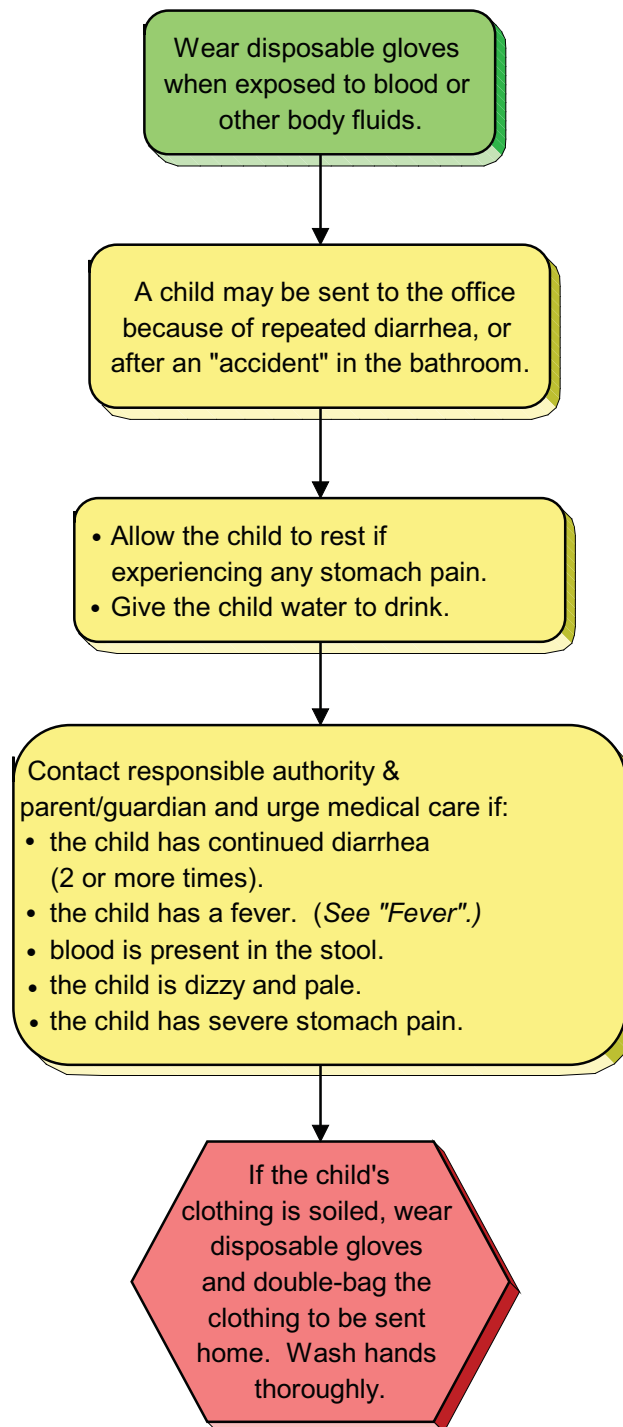 Wear disposable gloves
when exposed to blood or
other body fluids.
A child may be sent to the office
because of repeated diarrhea, or
after an "accident" in the bathroom.
• Allow the child to rest if
experiencing any stomach pain.
• Give the child water to drink.
Contact responsible authority &
parent/guardian and urge medical care if:
• the child has continued diarrhea
(2 or more times).
• the child has a fever. (See "Fever".)
• blood is present in the stool.
• the child is dizzy and pale.
• the child has severe stomach pain.
If the child's
clothing is soiled, wear
disposable gloves
and double-bag the
clothing to be sent
home. Wash hands
thoroughly.